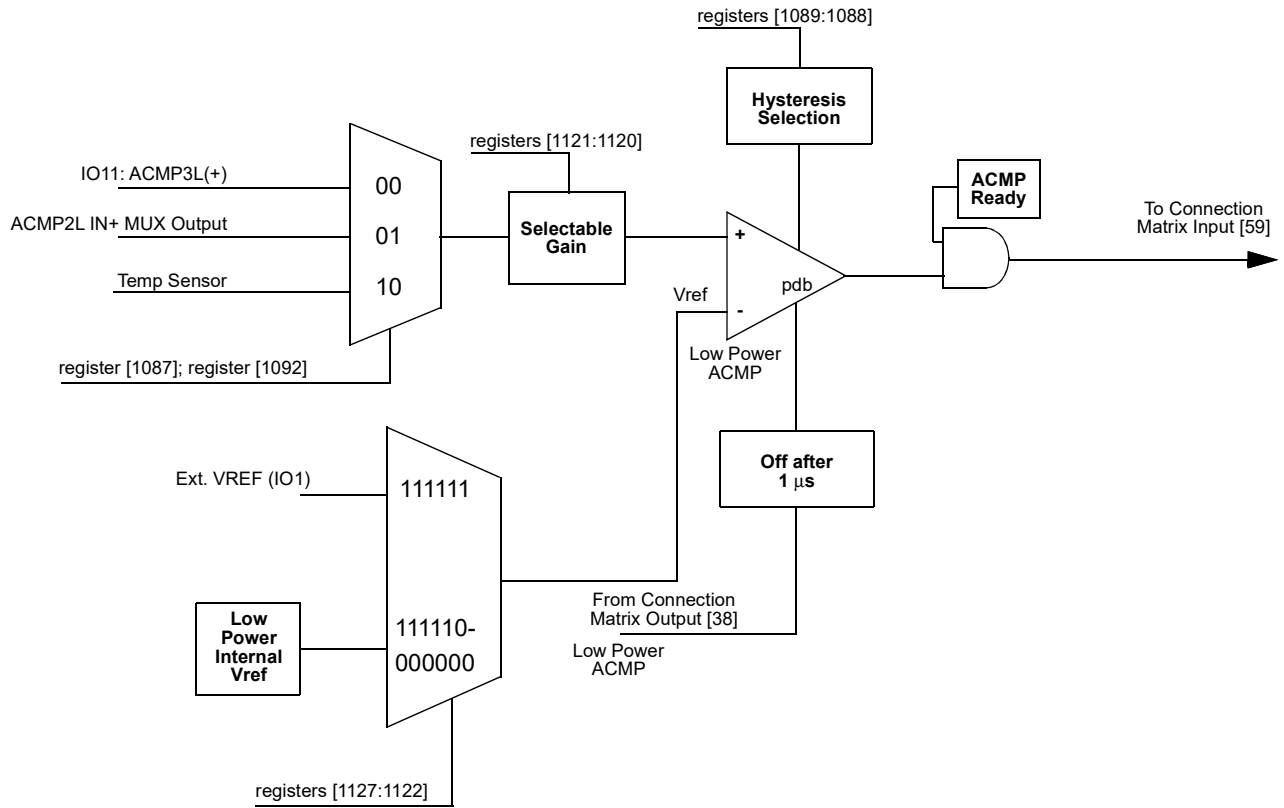 registers [1089:1088]
Hysteresis
Selection
registers [1121:1120]
IO11: ACMP3L(+)
00
ACMP2L IN+ MUX Output
01
Temp Sensor
10
register [1087]; register [1092]
Selectable
Gain
+
-
pdb
Vref
Low Power
ACMP
ACMP
Ready
To Connection
Matrix Input [59]
Off after
1 μs
Ext. VREF (IO1)
111111
Low
Power
Internal
Vref
111110-
000000
From Connection
Matrix Output [38]
Low Power
ACMP
registers [1127:1122]